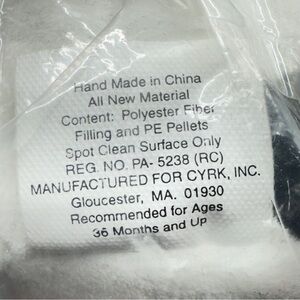 Hand Made in China
All New Material
Content: Polyester Fiber
Filling and PE Pellets
Spot Clean Surface Only
REG. NO. PA- 5238 (RC)
MANUFACTURED FOR CYRK, INC.
Gloucester, MA. 01930
Recommended for Ages
36 Months and Up